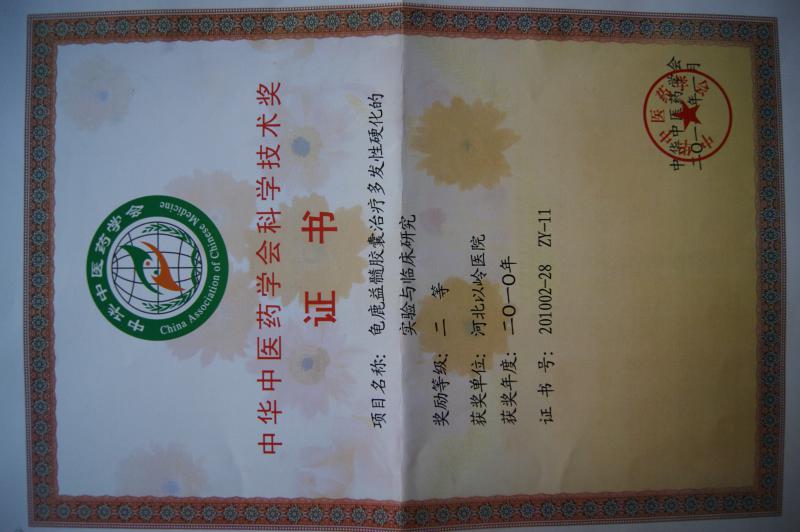 中华中医药学会
China Association of Chinese Medicine
中华中医药学会科学技术奖
证书
项目名称: 龟鹿益髓胶囊治疗多发性硬化的
实验与临床研究
奖励等级: 二 等
获奖单位: 河北以岭医院
获奖年度: 二〇一〇年
证 书 号: 201002-28 ZY-11
中华中医药学会
二〇一一年一月